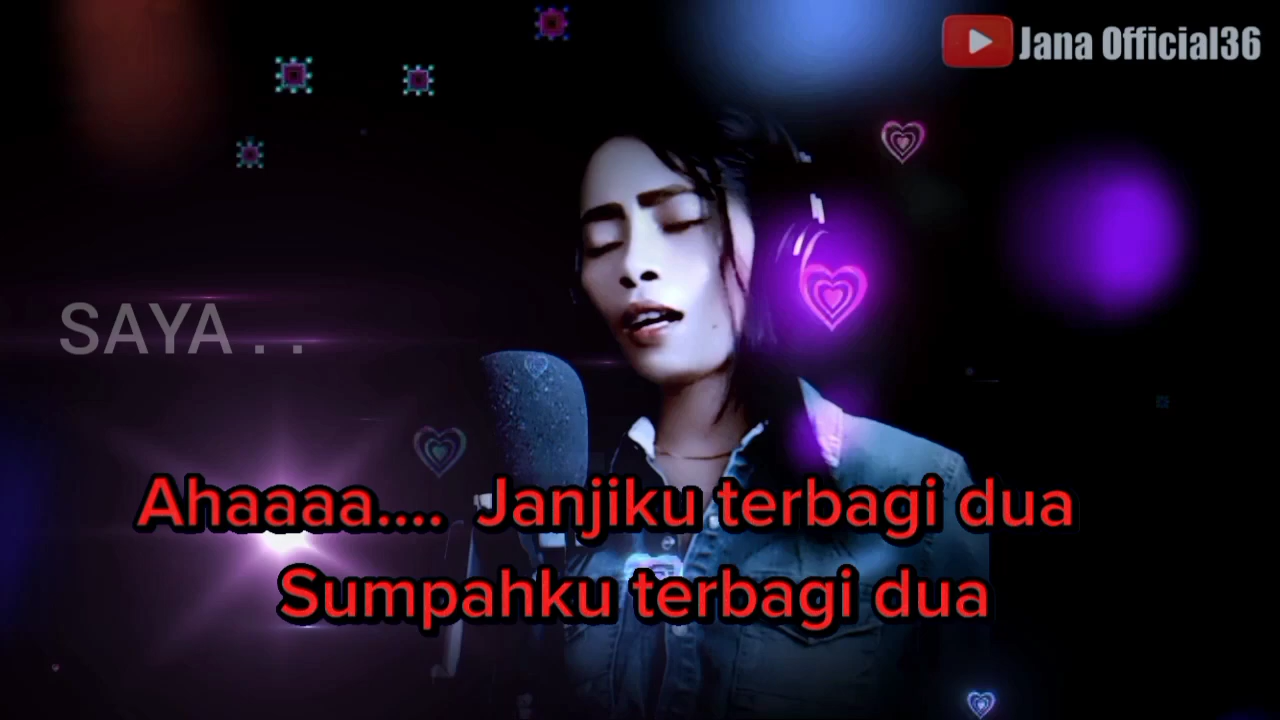 Jana Official36
SAYA . .
Ahaaaa.... Janjiku terbagi dua
Sumpahku terbagi dua